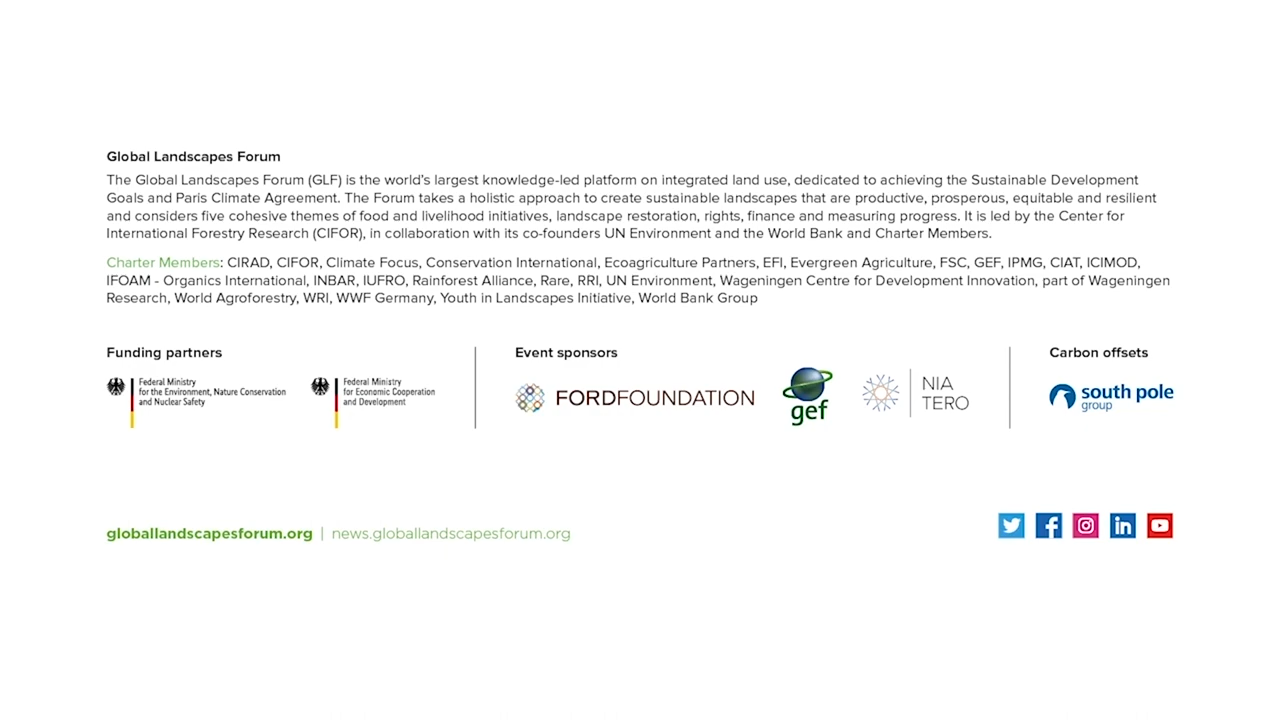 Global Landscapes Forum
The Global Landscapes Forum (GLF) is the world's largest knowledge-led platform on integrated land use, dedicated to achieving the Sustainable Development
Goals and Paris Climate Agreement. The Forum takes a holistic approach to create sustainable landscapes that are productive, prosperous, equitable and resilient
and considers five cohesive themes of food and livelihood initiatives, landscape restoration, rights, finance and measuring progress. It is led by the Center for
International Forestry Research (CIFOR), in collaboration with its co-founders UN Environment and the World Bank and Charter Members.
Charter Members: CIRAD, CIFOR, Climate Focus, Conservation International, Ecoagriculture Partners, EFI, Evergreen Agriculture, FSC, GEF, IPMG, CIAT, ICIMOD,
IFOAM - Organics International, INBAR, IUFRO, Rainforest Alliance, Rare, RRI, UN Environment, Wageningen Centre for Development Innovation, part of Wageningen
Research, World Agroforestry, WRI, WWF Germany, Youth in Landscapes Initiative, World Bank Group
Funding partners
Federal Ministry
for the Environment, Nature Conservation
and Nuclear Safety
Federal Ministry
for Economic Cooperation
and Development
Event sponsors
FORDFOUNDATION
gef
NIA
TERO
Carbon offsets
south pole
group
globallandscapesforum.org | news.globallandscapesforum.org